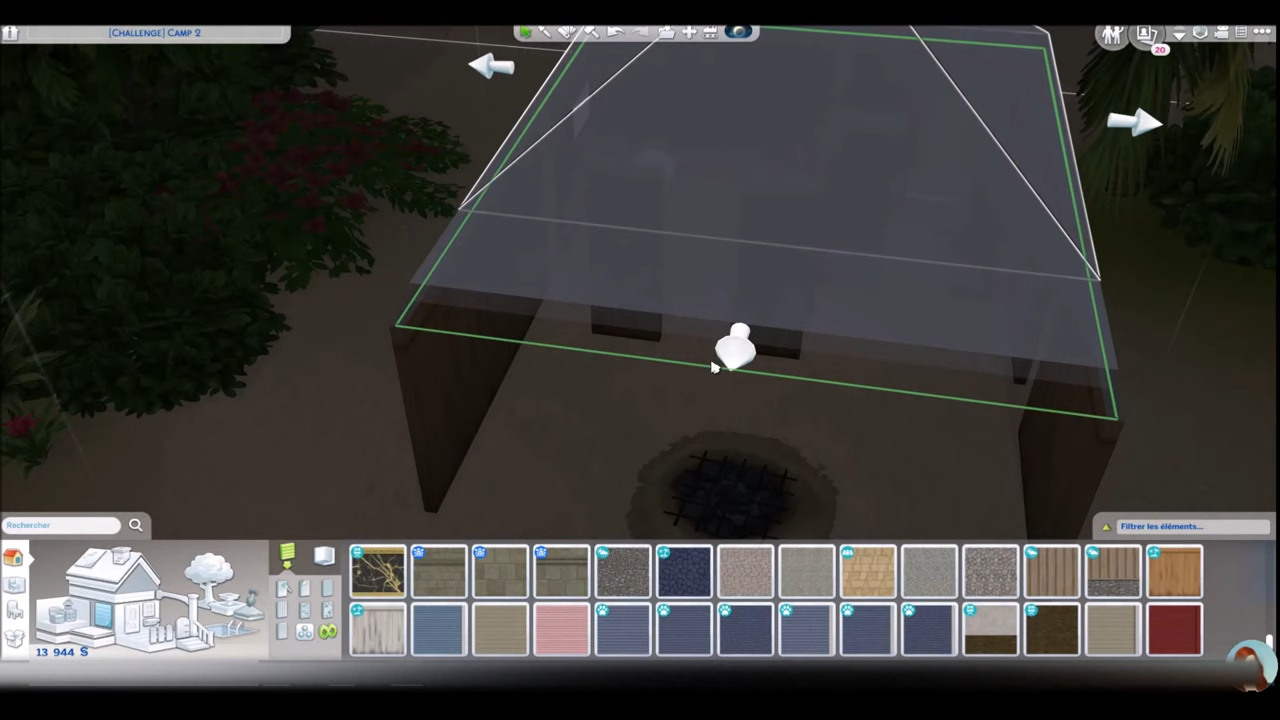 [CHALLENGE] CAMP 2
20
Rechercher
Filtrer les éléments...
13 944 $